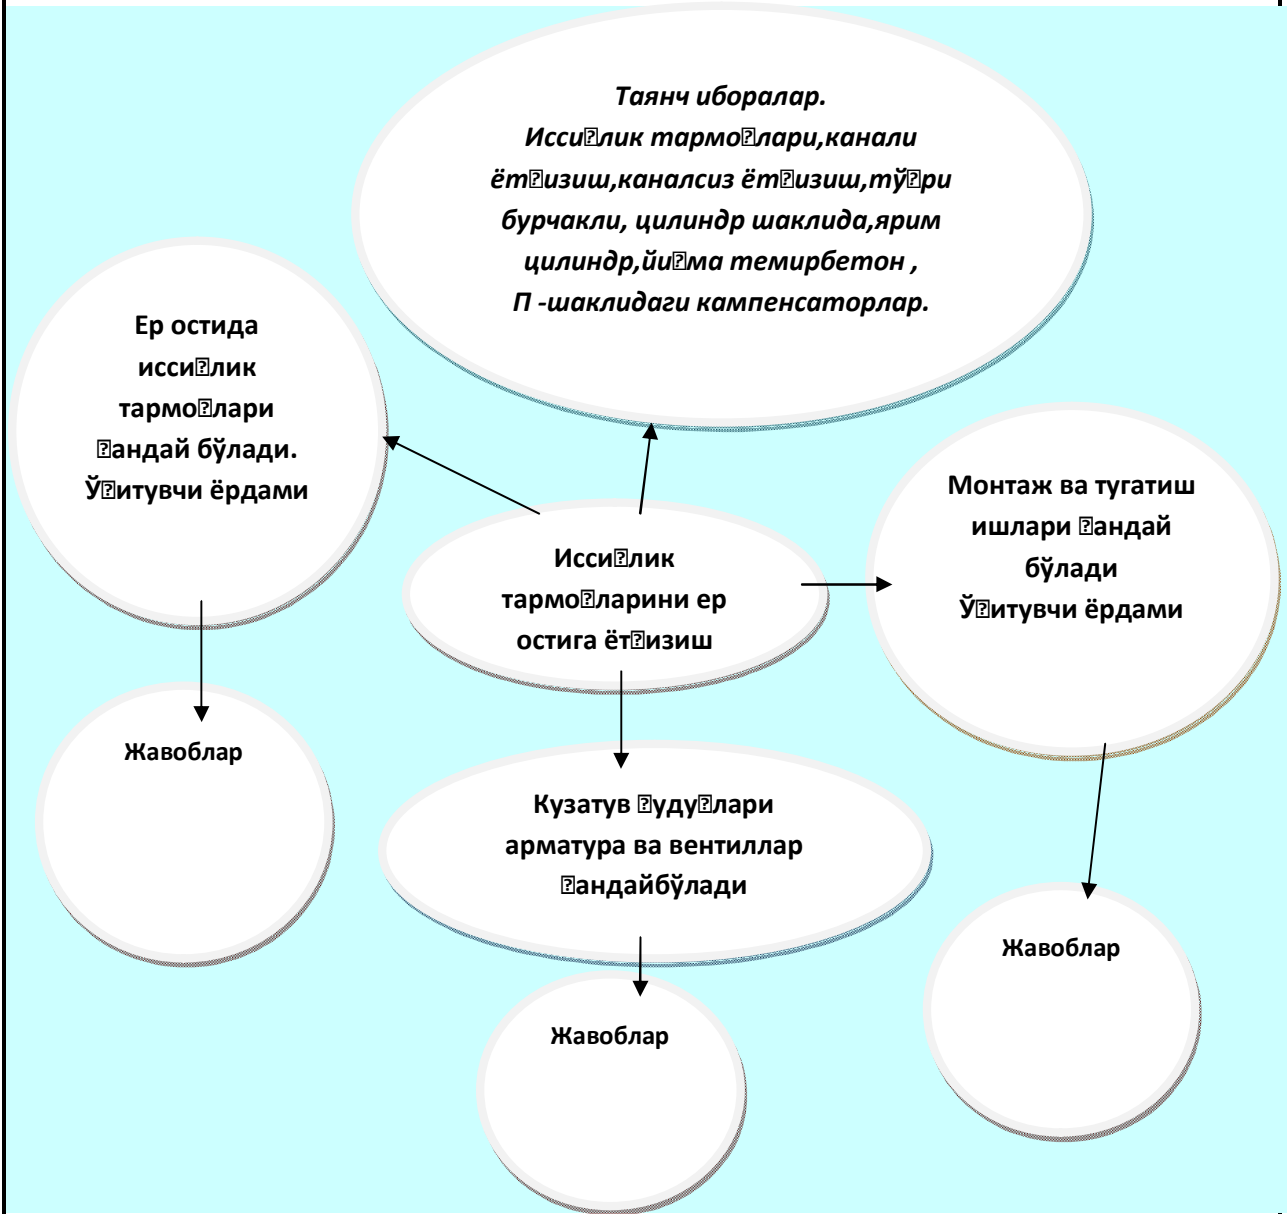 Таянч иборалар.
Исси⍰лик тармо⍰лари,канали
ёт⍰изиш,каналсиз ёт⍰изиш,тў⍰ри
бурчакли, цилиндр шаклида,ярим
цилиндр,йи⍰ма темирбетон ,
П -шаклидаги кампенсаторлар.
Ер остида
исси⍰лик
тармо⍰лари
⍰андай бўлади.
Ў⍰итувчи ёрдами
Исси⍰лик
тармо⍰ларини ер
остига ёт⍰изиш
Монтаж ва тугатиш
ишлари ⍰андай
бўлади
Ў⍰итувчи ёрдами
Жавоблар
Кузатув ⍰уду⍰лари
арматура ва вентиллар
⍰андайбўлади
Жавоблар
Жавоблар